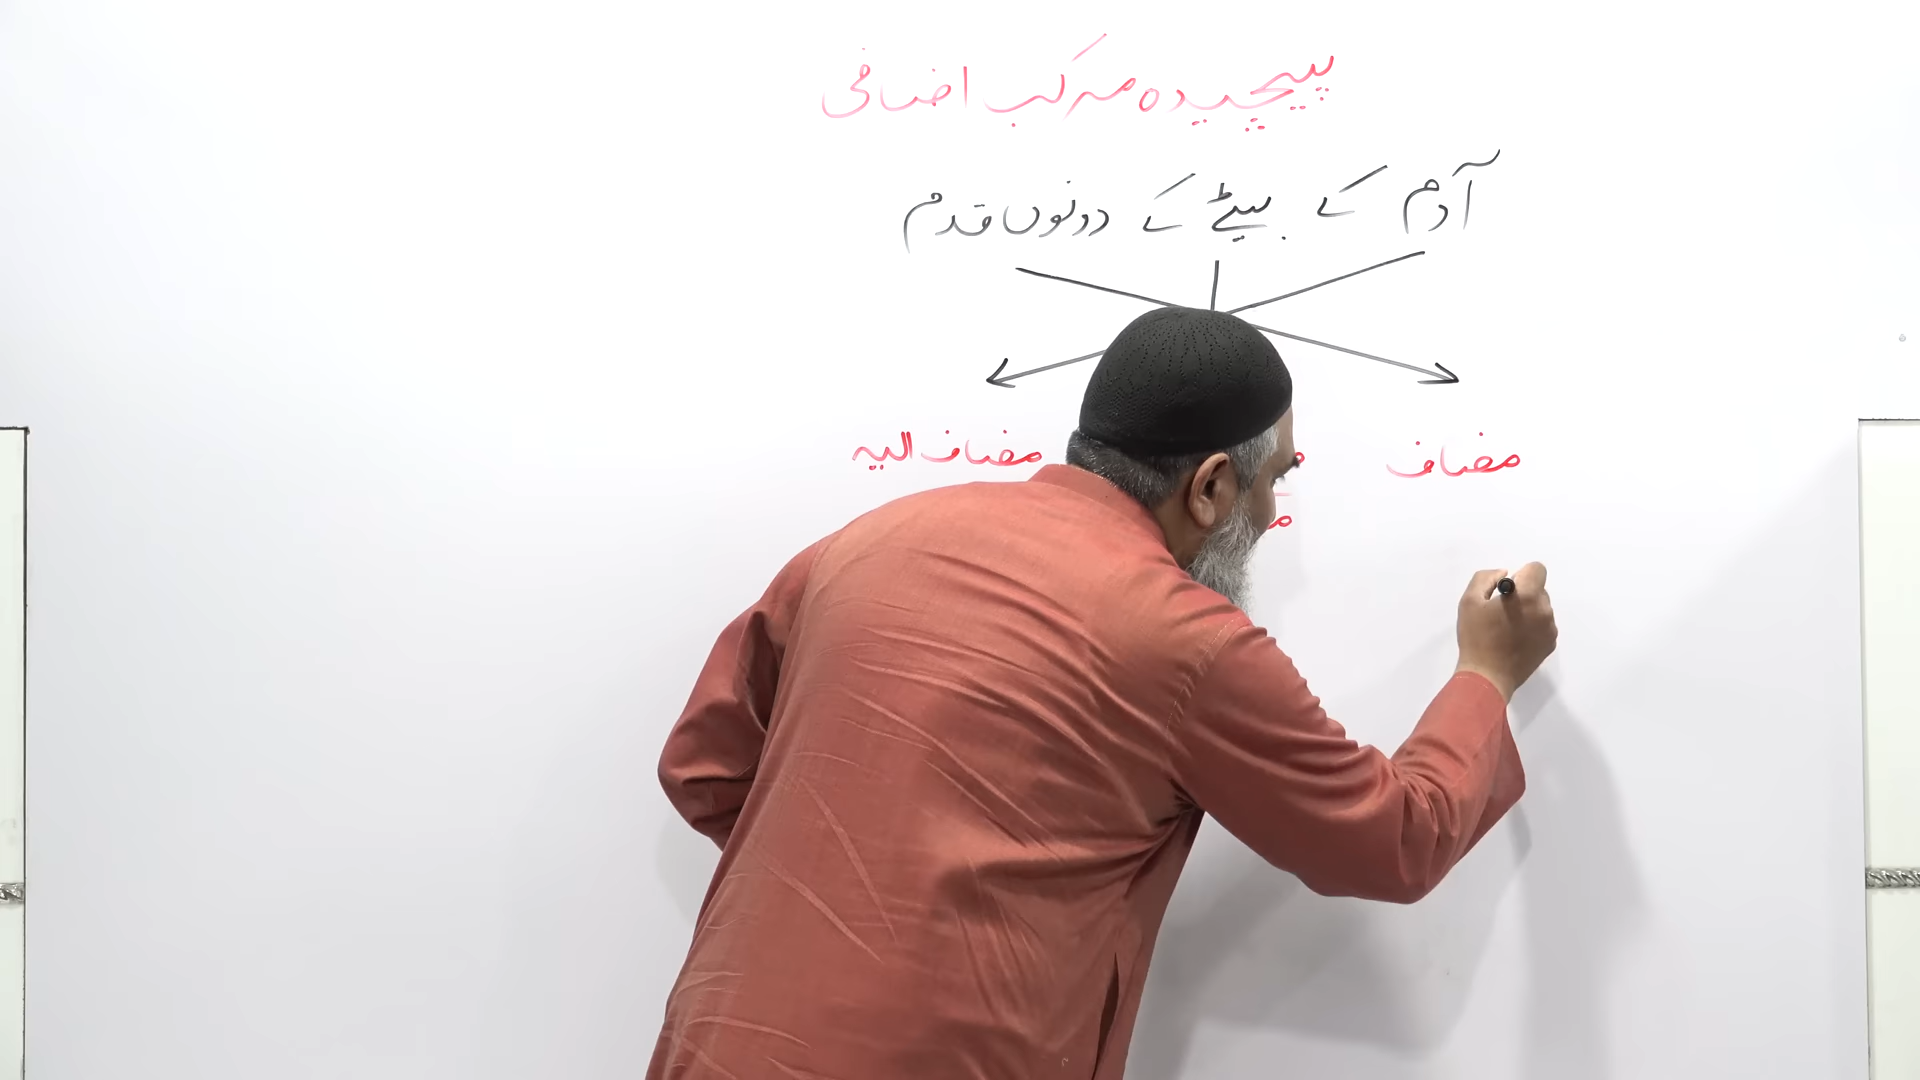 پیچیدہ مرکب اضافی
آدم کے بیٹے کے دونوں قدم
مضاف مضاف الیہ